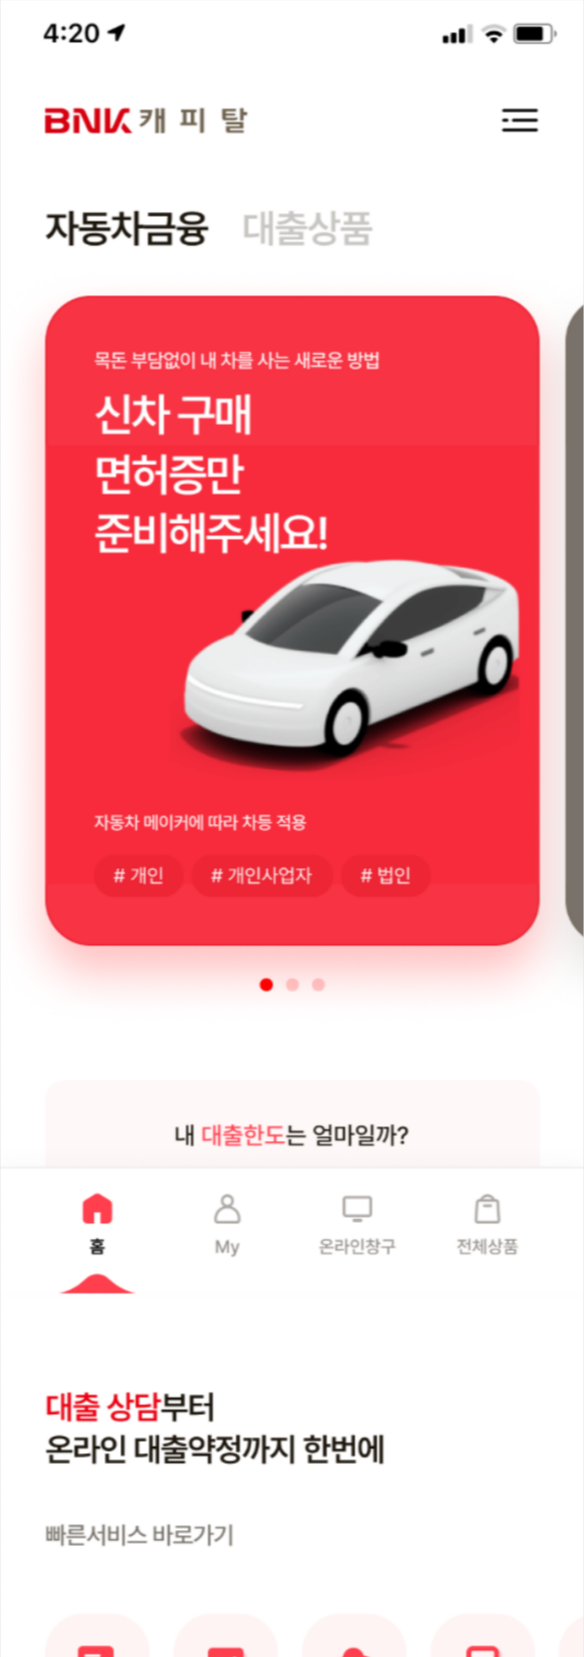 4:20
BNK 캐피탈
자동차금융 대출상품
목돈 부담없이 내 차를 사는 새로운 방법
신차 구매
면허증만
준비해주세요!
자동차 메이커에 따라 차등 적용
# 개인 # 개인사업자 # 법인
내 대출한도는 얼마일까?
홈 My 온라인창구 전체상품
대출 상담부터
온라인 대출약정까지 한번에
빠른서비스 바로가기